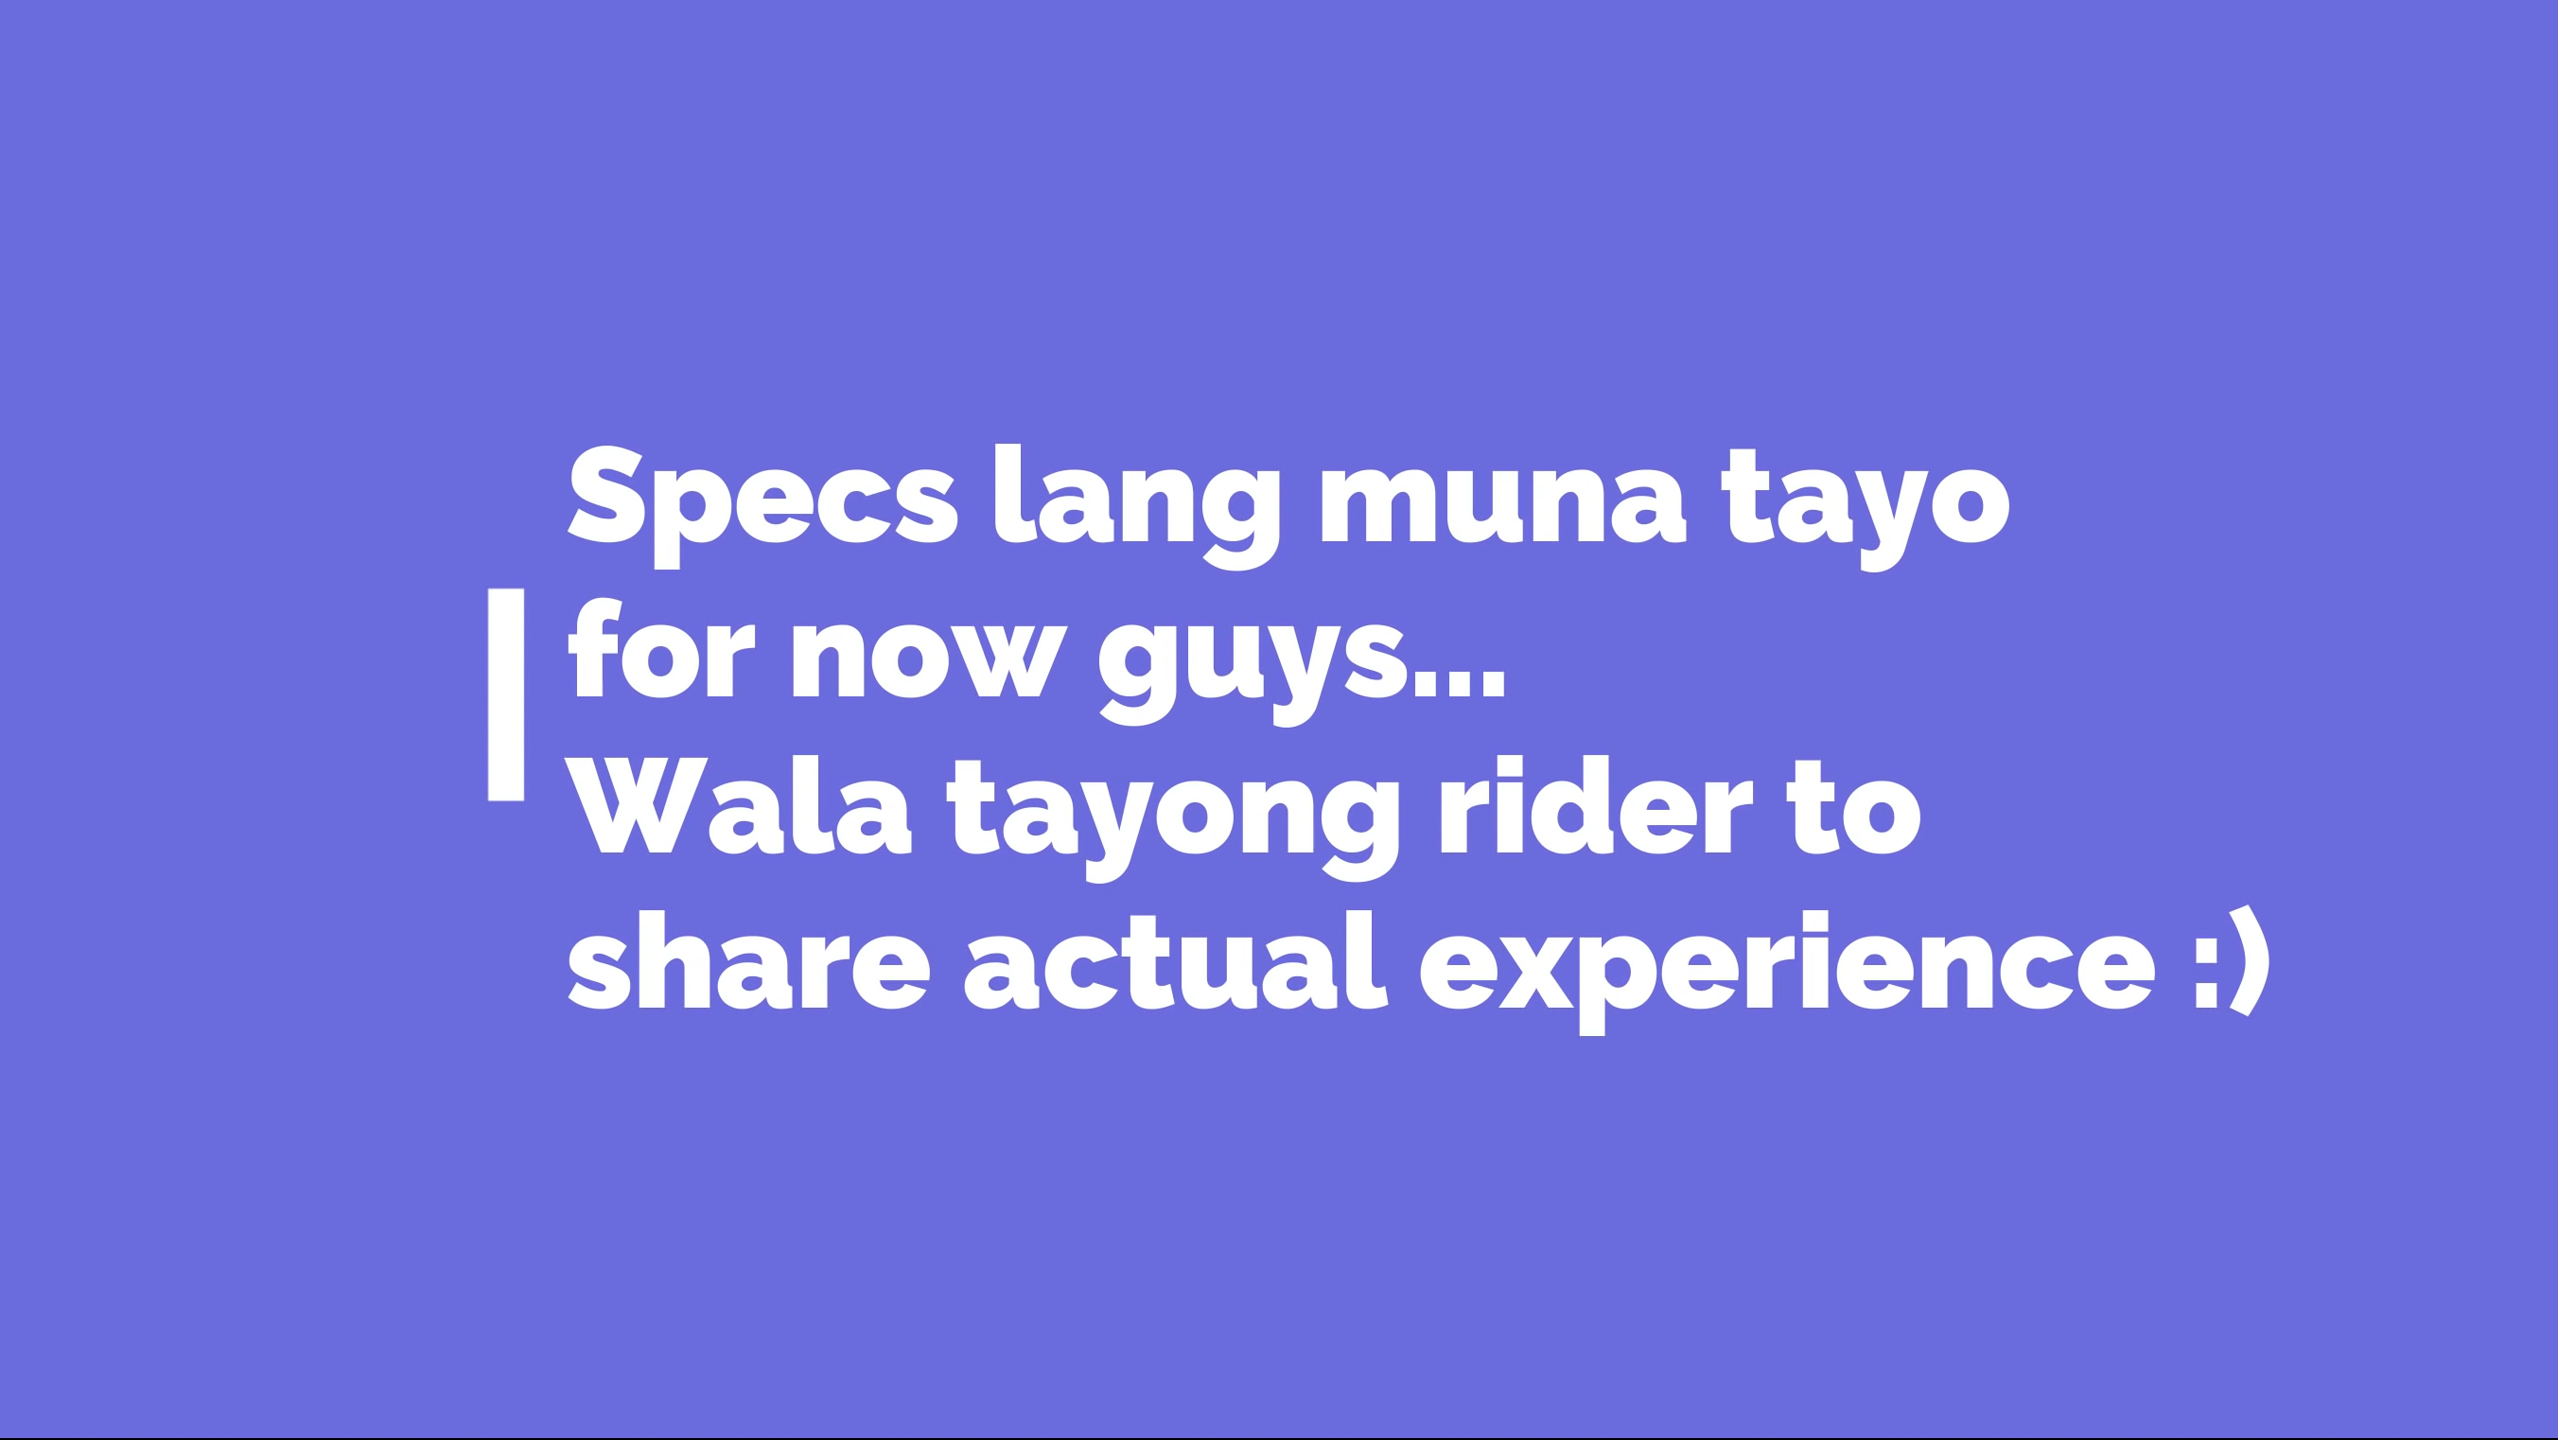 Specs lang muna tayo
for now guys...
Wala tayong rider to
share actual experience :)